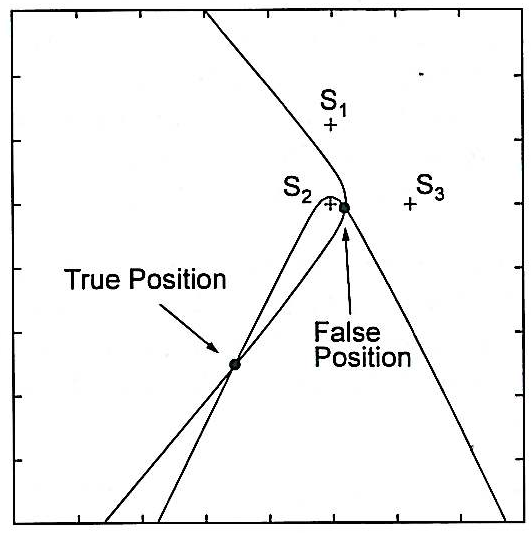 S1
S2
S3
True Position
False
Position